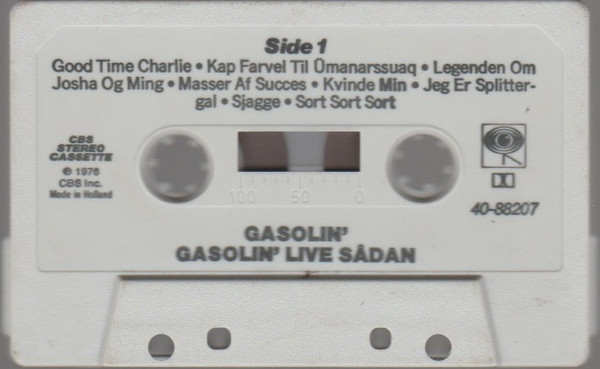 Side 1
Good Time Charlie • Kap Farvel Til Ümanarssuaq • Legenden Om
Josha Og Ming • Masser Af Succes • Kvinde Min • Jeg Er Splitter-
gal • Sjagge • Sort Sort Sort
CBS
STEREO
CASSETTE
℗ 1976
CBS Inc.
Made in Holland
100 50 0
40-88207
GASOLIN'
GASOLIN' LIVE SÅDAN